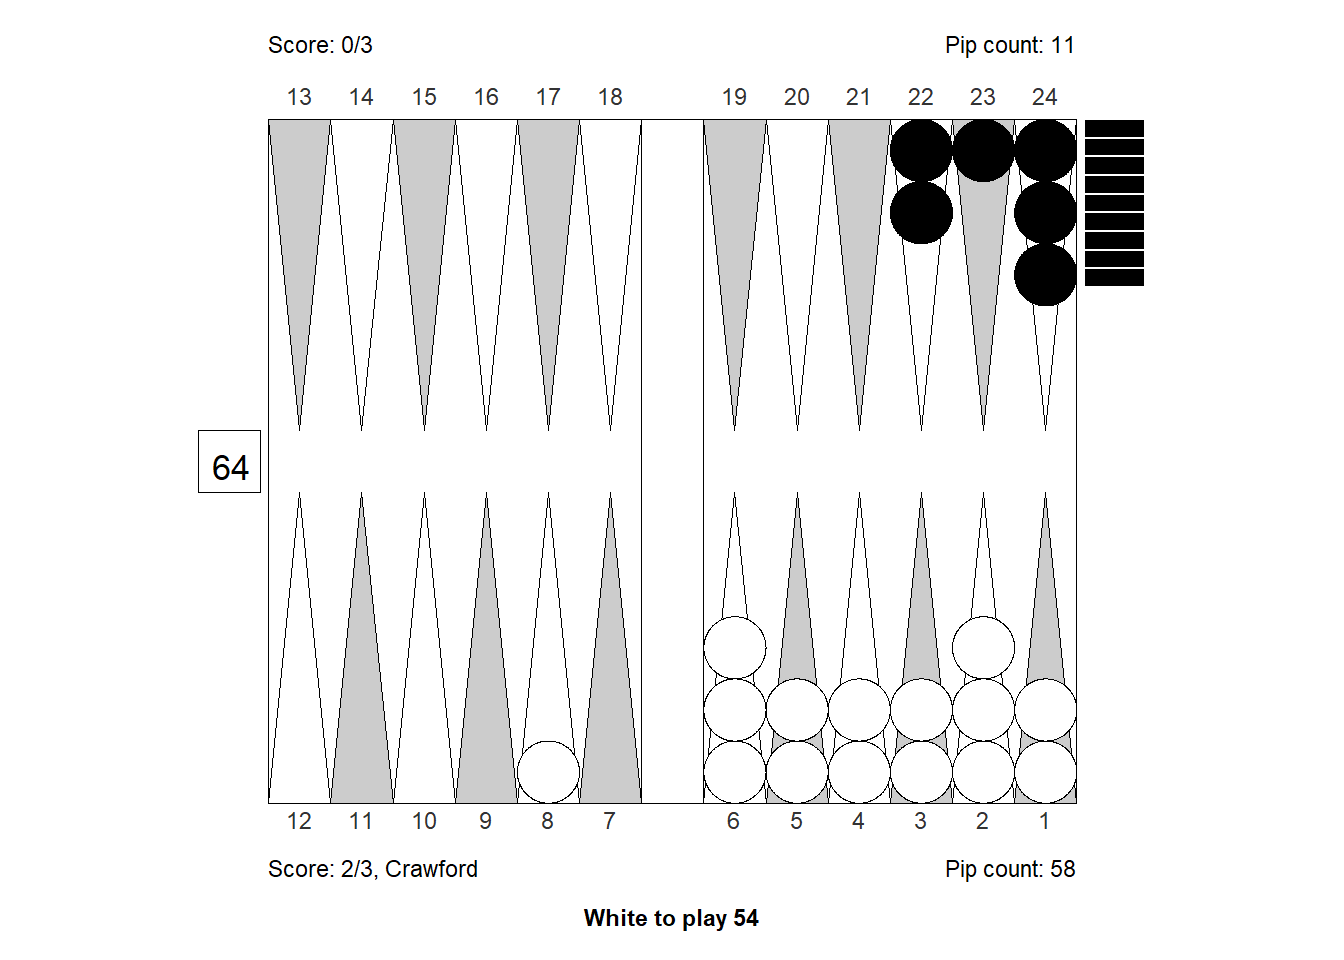 Score: 0/3 Pip count: 11
13 14 15 16 17 18 19 20 21 22 23 24
64
12 11 10 9 8 7 6 5 4 3 2 1
Score: 2/3, Crawford Pip count: 58
White to play 54